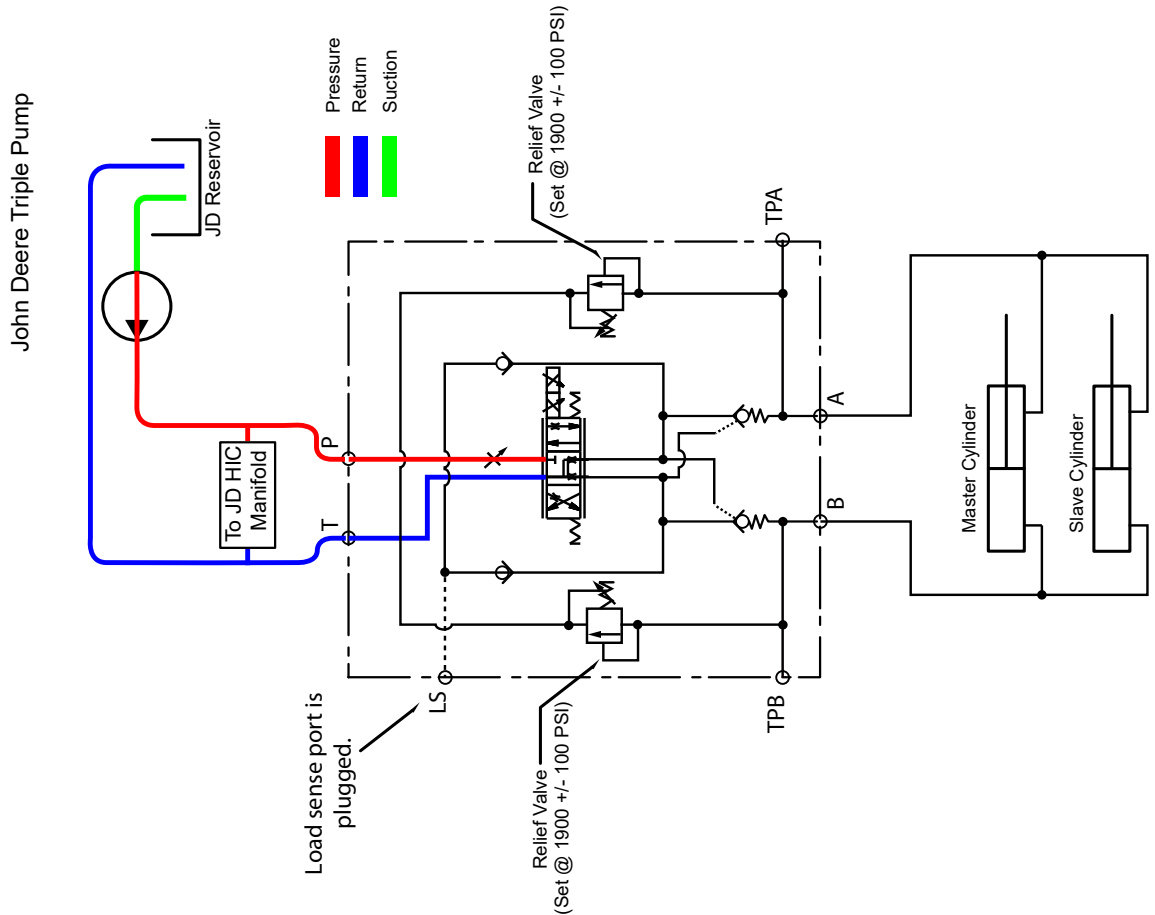 John Deere Triple Pump
JD Reservoir
Pressure
Return
Suction
To JD HIC
Manifold
P
T
Relief Valve
(Set @ 1900 +/- 100 PSI)
TPA
Load sense port is
plugged.
LS
Relief Valve
(Set @ 1900 +/- 100 PSI)
TPB
A
B
Master Cylinder
Slave Cylinder